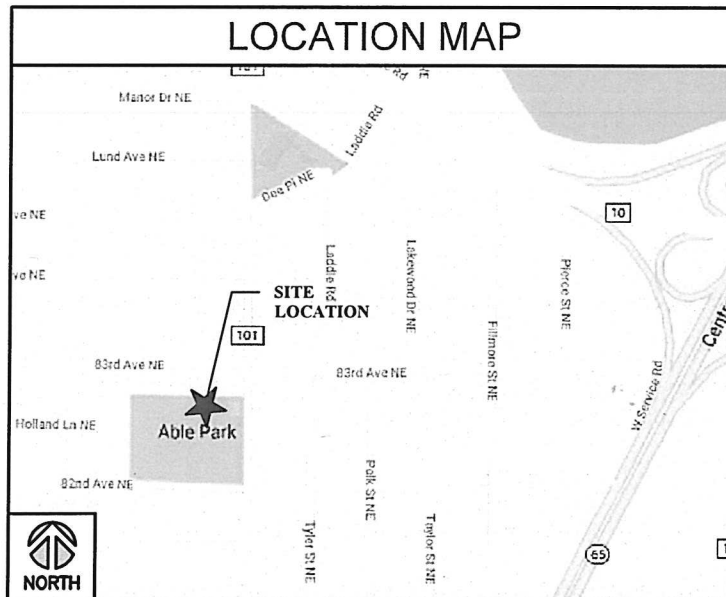 LOCATION MAP
Manor Dr NE
Lund Ave NE
Laddie Rd
Dee Pl NE
ve NE
10
ve NE
Laddie Rd
Lakewood Dr NE
Pierce St NE
SITE
LOCATION
101
Fillmore St NE
Centr
83rd Ave NE
83rd Ave NE
W Service Rd
Holland Ln NE
Able Park
82nd Ave NE
Polk St NE
Tyler St NE
Taylor St NE
65
NORTH